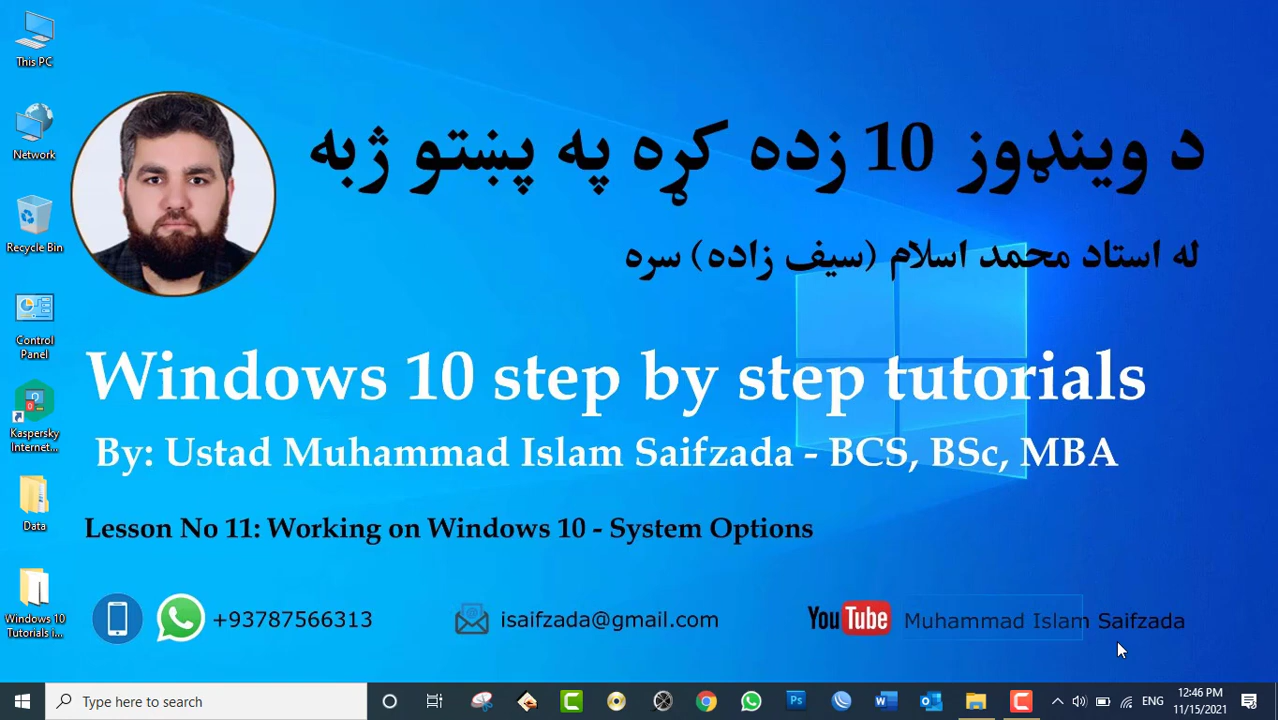 This PC
Network
Recycle Bin
Control
Panel
Kaspersky
Internet...
Data
Windows 10
Tutorials i...
د وینډوز 10 زده کړه په پښتو ژبه
له استاد محمد اسلام (سیف زاده) سره
Windows 10 step by step tutorials
By: Ustad Muhammad Islam Saifzada - BCS, BSc, MBA
Lesson No 11: Working on Windows 10 - System Options
+93787566313
isaifzada@gmail.com
YouTube Muhammad Islam Saifzada
Type here to search
ENG
12:46 PM
11/15/2021